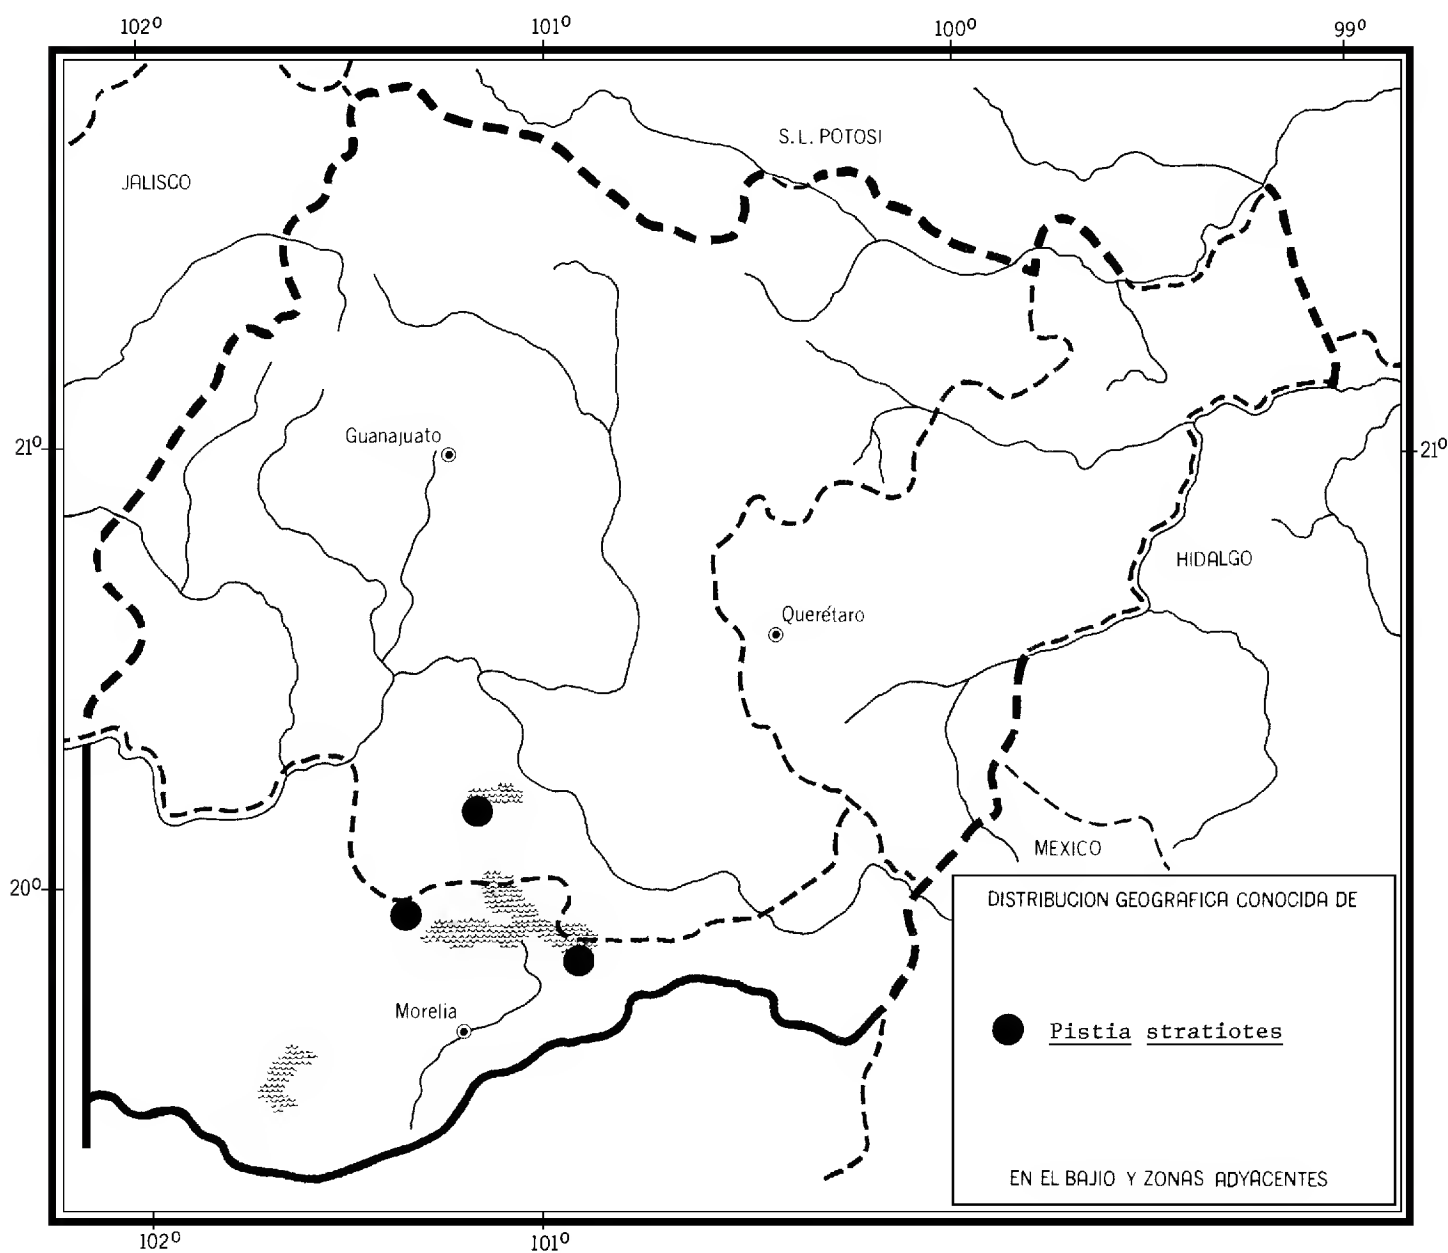 102º
101º
100º
99º
S.L. POTOSI
JALISCO
Guanajuato
21º
21º
HIDALGO
Querétaro
MEXICO
20º
DISTRIBUCION GEOGRAFICA CONOCIDA DE
Morelia
Pistia stratiotes
EN EL BAJIO Y ZONAS ADYACENTES
102º
101º